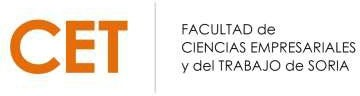 CET
FACULTAD de
CIENCIAS EMPRESARIALES
y del TRABAJO de SORIA